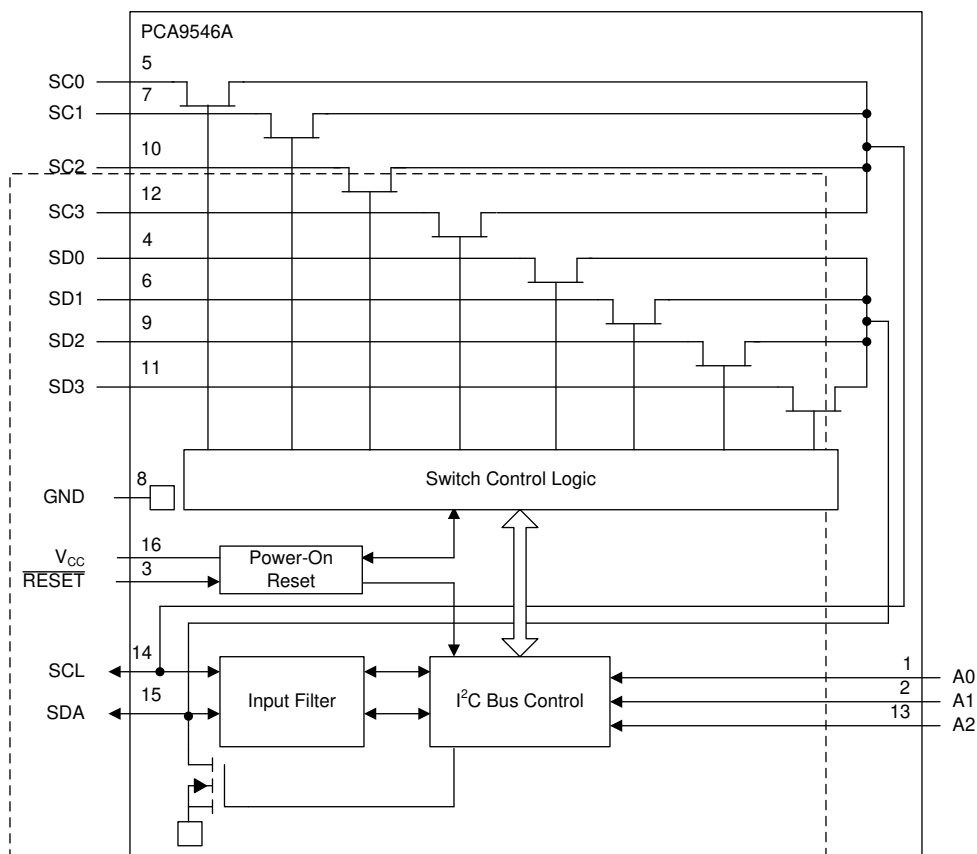 PCA9546A
5
SC0
7
SC1
10
SC2
12
SC3
4
SD0
6
SD1
9
SD2
11
SD3
Switch Control Logic
8
GND
16
VCC
Power-On
Reset
3
RESET
14
SCL
15
SDA
Input Filter
I²C Bus Control
1
A0
2
A1
13
A2